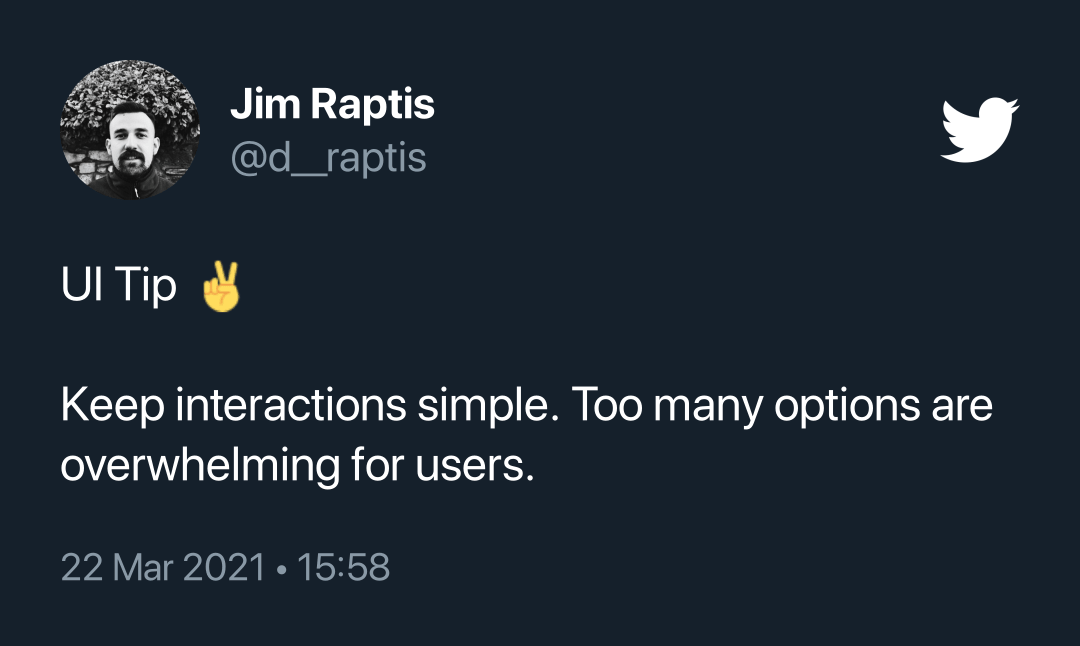 Jim Raptis
@d__raptis
UI Tip ✌️
Keep interactions simple. Too many options are
overwhelming for users.
22 Mar 2021 • 15:58